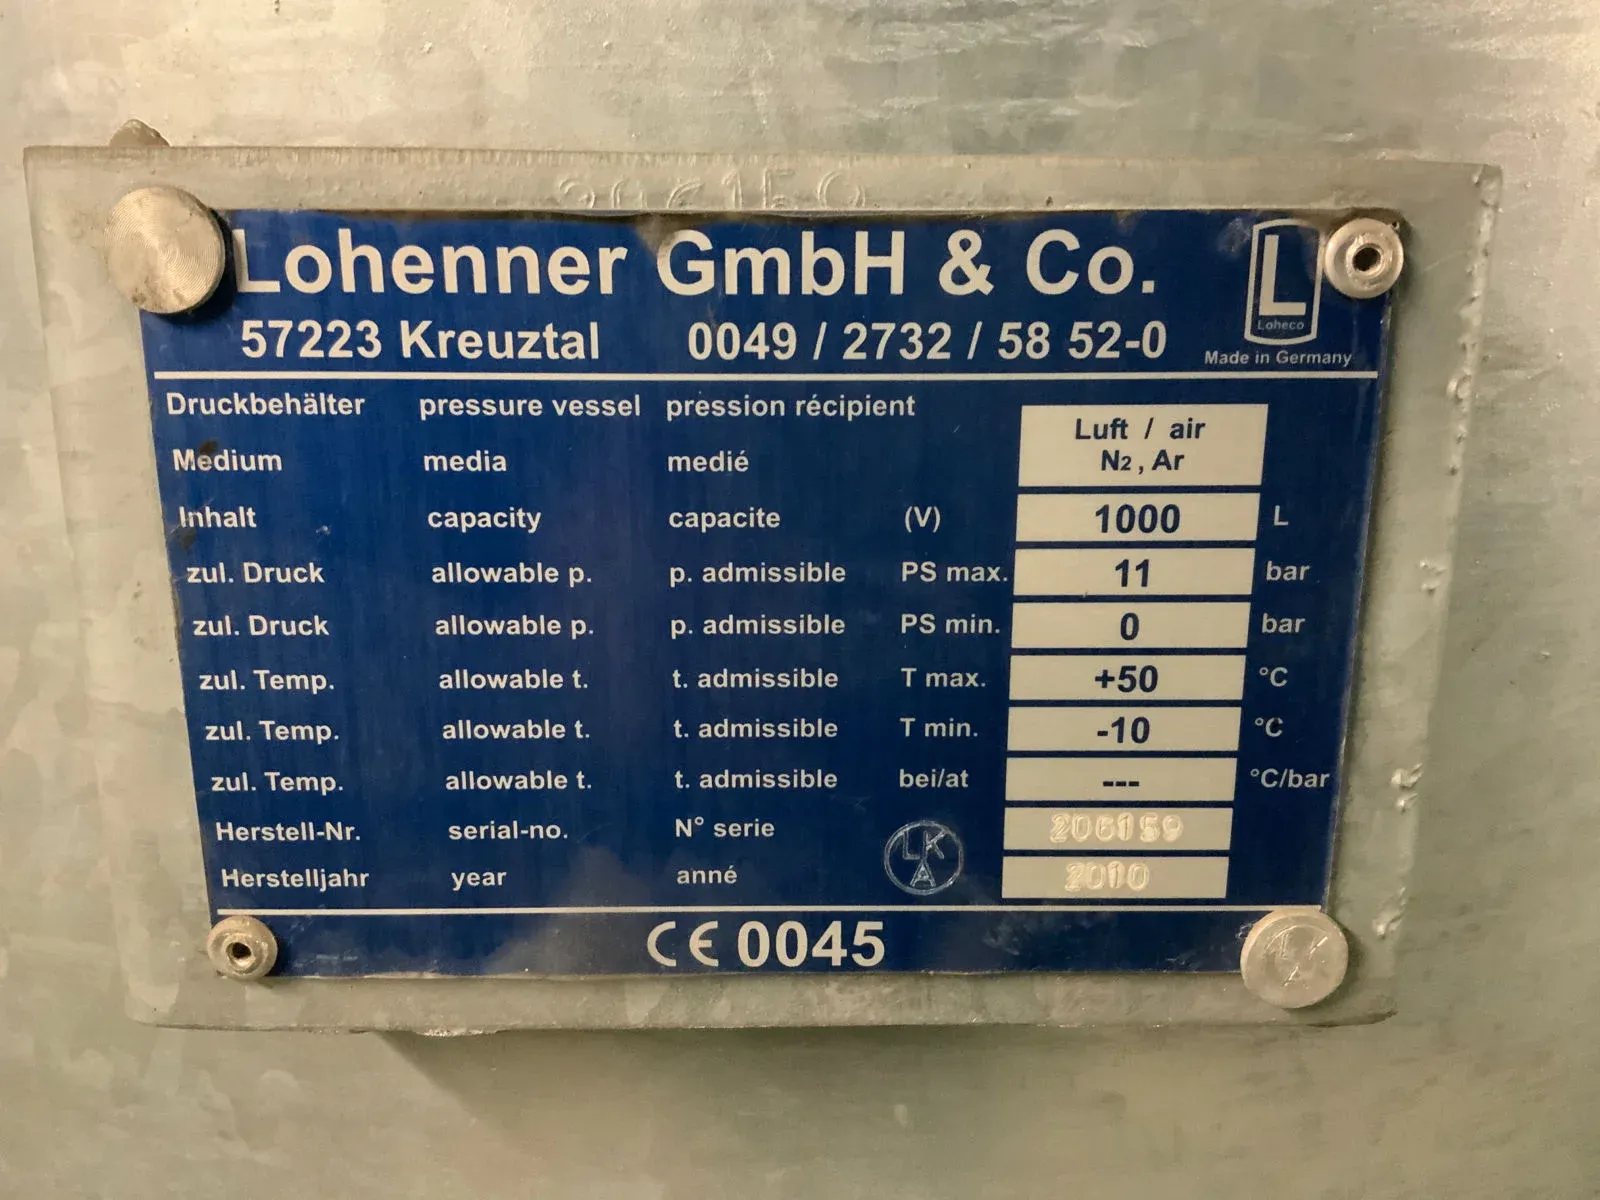 206159
Lohenner GmbH & Co.
57223 Kreuztal 0049 / 2732 / 58 52-0
L
Loheco
Made in Germany
Druckbehälter pressure vessel pression récipient
Medium media medié Luft / air
N2 , Ar
Inhalt capacity capacite (V) 1000 L
zul. Druck allowable p. p. admissible PS max. 11 bar
zul. Druck allowable p. p. admissible PS min. 0 bar
zul. Temp. allowable t. t. admissible T max. +50 °C
zul. Temp. allowable t. t. admissible T min. -10 °C
zul. Temp. allowable t. t. admissible bei/at --- °C/bar
Herstell-Nr. serial-no. N° serie 206159
Herstelljahr year anné LKA 2010
CE 0045